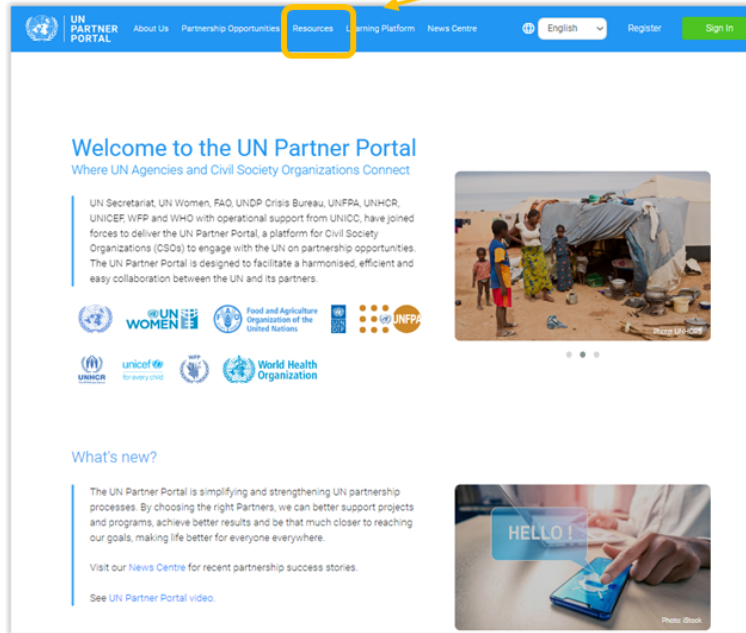 UN
PARTNER
PORTAL
About Us Partnership Opportunities Resources Learning Platform News Centre English Register Sign In
Welcome to the UN Partner Portal
Where UN Agencies and Civil Society Organizations Connect
UN Secretariat, UN Women, FAO, UNDP Crisis Bureau, UNFPA, UNHCR,
UNICEF, WFP and WHO with operational support from UNICC, have joined
forces to deliver the UN Partner Portal, a platform for Civil Society
Organizations (CSOs) to engage with the UN on partnership opportunities.
The UN Partner Portal is designed to facilitate a harmonised, efficient and
easy collaboration between the UN and its partners.
UN
WOMEN
Food and Agriculture
Organization of the
United Nations
UNFPA
UNHCR
unicef
for every child
WFP
World Health
Organization
Photo: UNHCR
What's new?
The UN Partner Portal is simplifying and strengthening UN partnership
processes. By choosing the right Partners, we can better support projects
and programs, achieve better results and be that much closer to reaching
our goals, making life better for everyone everywhere.
Visit our News Centre for recent partnership success stories.
See UN Partner Portal video.
HELLO !
Photo: iStock